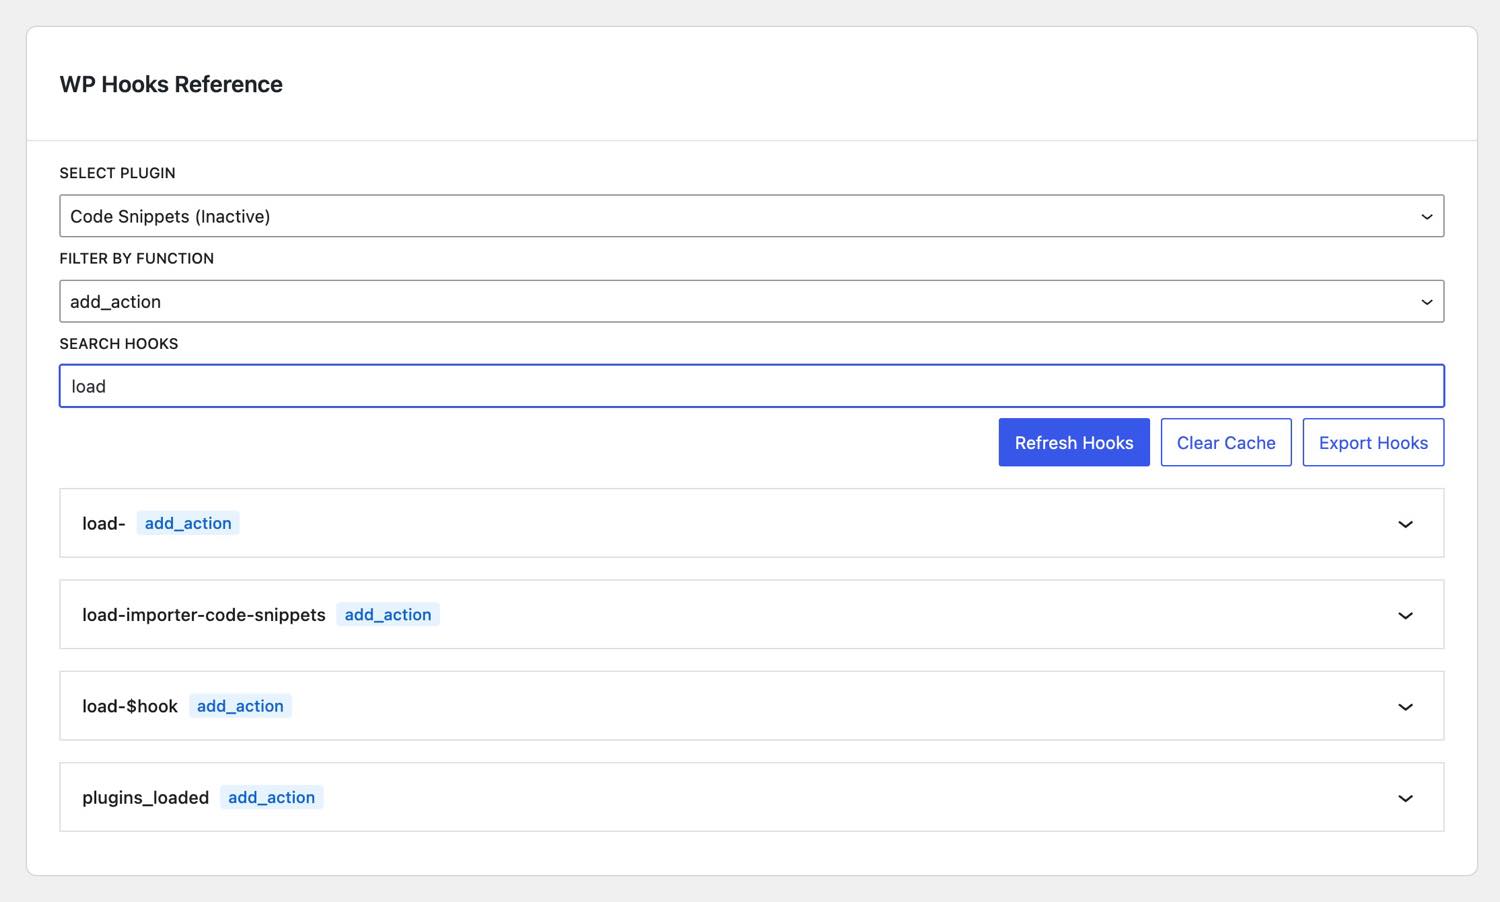 WP Hooks Reference
SELECT PLUGIN
Code Snippets (Inactive)
FILTER BY FUNCTION
add_action
SEARCH HOOKS
load
Refresh Hooks Clear Cache Export Hooks
load- add_action
load-importer-code-snippets add_action
load-$hook add_action
plugins_loaded add_action